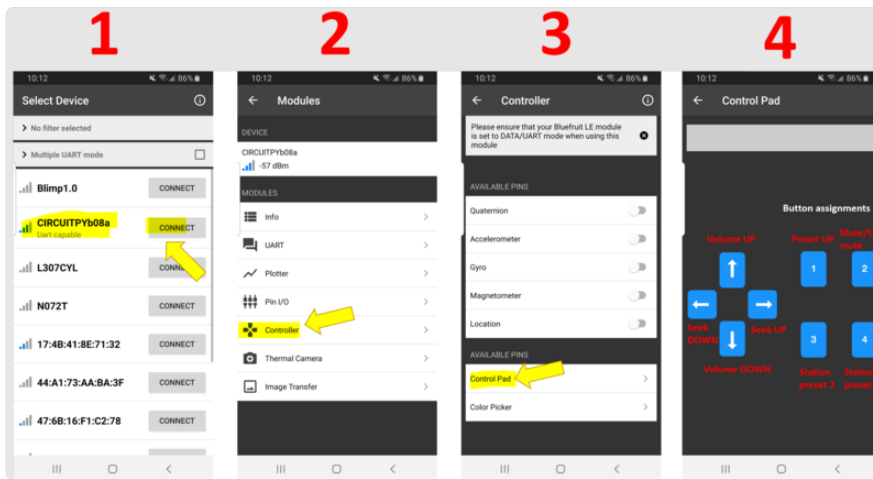 1
2
3
4
10:12
86%
Select Device
No filter selected
Multiple UART mode
Blimp1.0
CONNECT
CIRCUITPYb08a
Uart capable
CONNECT
L307CYL
N072T
CONNECT
17:4B:41:8E:71:32
CONNECT
44:A1:73:AA:BA:3F
CONNECT
47:6B:16:F1:C2:78
CONNECT
10:12
86%
Modules
DEVICE
CIRCUITPYb08a
-57 dBm
MODULES
Info
UART
Plotter
Pin I/O
Controller
Thermal Camera
Image Transfer
10:12
86%
Controller
Please ensure that your Bluefruit LE module
is set to DATA/UART mode when using this
module
AVAILABLE PINS
Quaternion
Accelerometer
Gyro
Magnetometer
Location
AVAILABLE PINS
Control Pad
Color Picker
10:12
86%
Control Pad
Button assignments
Volume UP
Preset UP
mute
1
2
Seek
DOWN
Seek UP
3
4
Volume DOWN
Station
preset 2
Station
preset